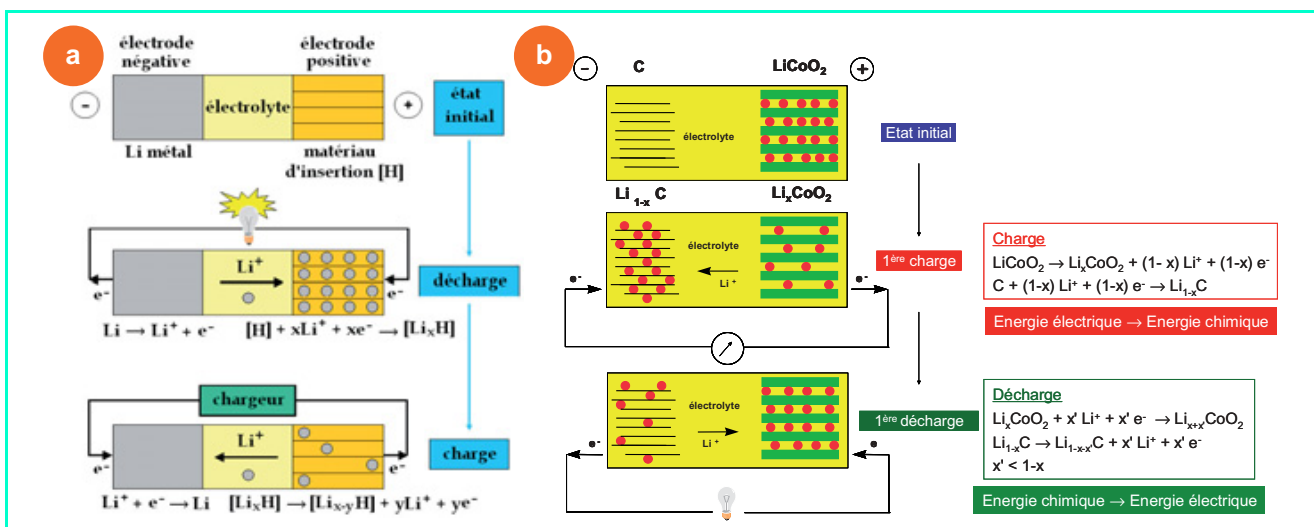 a
électrode
négative
électrode
positive
-
électrolyte
+
état
initial
Li métal
matériau
d'insertion [H]
Li⁺
décharge
e⁻
e⁻
Li → Li⁺ + e⁻
[H] + xLi⁺ + xe⁻ → [LiₓH]
chargeur
Li⁺
charge
e⁻
e⁻
Li⁺ + e⁻ → Li
[LiₓH] → [Liₓ₋ᵧH] + yLi⁺ + ye⁻
b
-
C
LiCoO₂
+
électrolyte
Etat initial
Li₁₋ₓ C
LiₓCoO₂
électrolyte
Li ⁺
e⁻
e⁻
1ère charge
Charge
LiCoO₂ → LiₓCoO₂ + (1- x) Li⁺ + (1-x) e⁻
C + (1-x) Li⁺ + (1-x) e⁻ → Li₁₋ₓC
Energie électrique → Energie chimique
électrolyte
Li ⁺
e⁻
e⁻
1ère décharge
Décharge
LiₓCoO₂ + x' Li⁺ + x' e⁻ → Liₓ₊ₓ'CoO₂
Li₁₋ₓC → Li₁₋ₓ₋ₓ'C + x' Li⁺ + x' e⁻
x' < 1-x
Energie chimique → Energie électrique